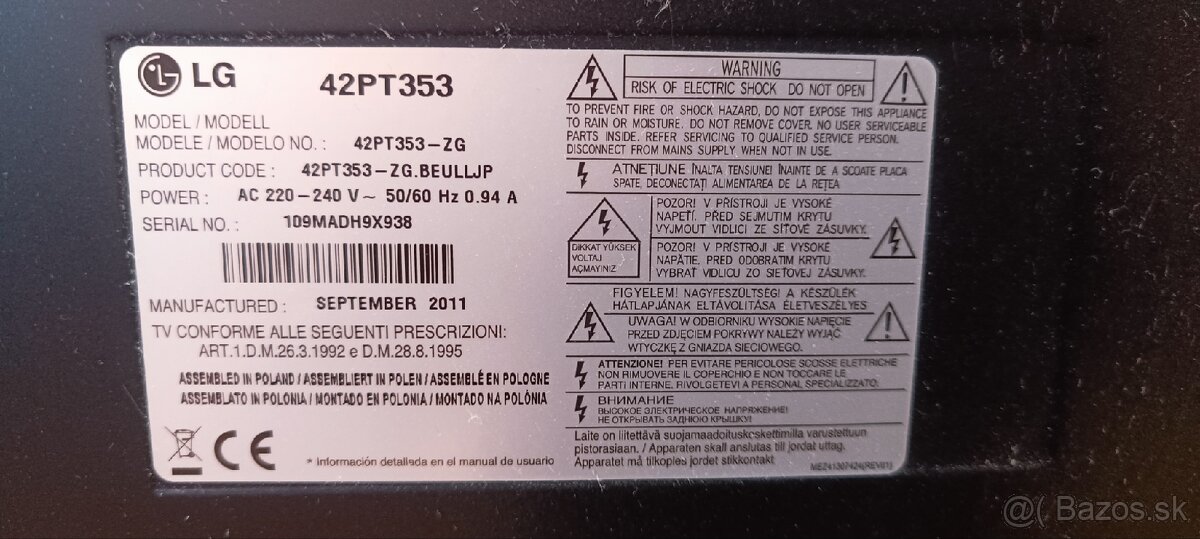 LG 42PT353
MODEL / MODELL
MODELE / MODELO NO. : 42PT353-ZG
PRODUCT CODE : 42PT353-ZG.BEULLJP
POWER : AC 220-240 V~ 50/60 Hz 0.94 A
SERIAL NO. : 109MADH9X938
MANUFACTURED : SEPTEMBER 2011
TV CONFORME ALLE SEGUENTI PRESCRIZIONI:
ART.1.D.M.26.3.1992 e D.M.28.8.1995
ASSEMBLED IN POLAND / ASSEMBLIERT IN POLEN / ASSEMBLÉ EN POLOGNE
ASSEMBLATO IN POLONIA / MONTADO EN POLONIA / MONTADO NA POLÓNIA
CE
* Información detallada en el manual de usuario
WARNING
RISK OF ELECTRIC SHOCK DO NOT OPEN
TO PREVENT FIRE OR SHOCK HAZARD, DO NOT EXPOSE THIS APPLIANCE
TO RAIN OR MOISTURE. DO NOT REMOVE COVER. NO USER SERVICEABLE
PARTS INSIDE. REFER SERVICING TO QUALIFIED SERVICE PERSON.
DISCONNECT FROM MAINS SUPPLY WHEN NOT IN USE.
ATNEȚIUNE ÎNALTA TENSIUNE! ÎNAINTE DE A SCOATE PLACA
SPATE, DECONECTAȚI ALIMENTAREA DE LA REȚEA
DIKKAT YÜKSEK
VOLTAJ
AÇMAYINIZ
POZOR! V PŘÍSTROJI JE VYSOKÉ
NAPETÍ. PŘED SEJMUTIM KRYTU
VYJMOUT VIDLICI ZE SÍŤOVÉ ZÁSUVKY.
POZOR! V PRÍSTROJI JE VYSOKÉ
NAPÄTIE. PRED ODOBRATIM KRYTU
VYBRAŤ VIDLICU ZO SIEŤOVEJ ZÁSUVKY.
FIGYELEM! NAGYFESZÜLTSÉG! A KÉSZÜLÉK
HÁTLAPJÁNAK ELTÁVOLÍTÁSA ÉLETVESZÉLYES
UWAGA! W ODBIORNIKU WYSOKIE NAPIĘCIE
PRZED ZDJĘCIEM POKRYWY NALEŻY WYJĄĆ
WTYCZKĘ Z GNIAZDA SIECIOWEGO.
ATTENZIONE! PER EVITARE PERICOLOSE SCOSSE ELETTRICHE
NON RIMUOVERE IL COPERCHIO E NON TOCCARE LE
PARTI INTERNE. RIVOLGETEVI A PERSONAL SPECIALIZZATO.
ВНИМАНИЕ
ВЫСОКОЕ ЭЛЕКТРИЧЕСКОЕ НАПРЯЖЕНИЕ!
НЕ ОТКРЫВАТЬ ЗАДНЮЮ КРЫШКУ!
Laite on liitettävä suojamaadoituskoskettimilla varustettuun
pistorasiaan. / Apparaten skall anslutas till jordat uttag.
Apparatet må tilkoples jordet stikkontakt
MEZ41307424(REV01)
@( Bazos.sk